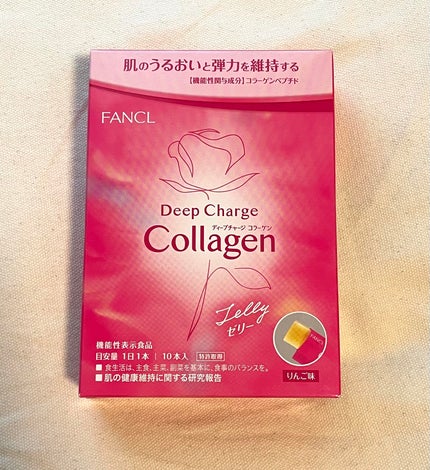 肌のうるおいと弾力を維持する
【機能性関与成分】コラーゲンペプチド
FANCL
Deep Charge
ディープチャージ コラーゲン
Collagen
Jelly
ゼリー
FANCL
機能性表示食品
目安量 1日1本 | 10本入 特許取得
■ 食生活は、主食、主菜、副菜を基本に、食事のバランスを。
■ 肌の健康維持に関する研究報告
りんご味